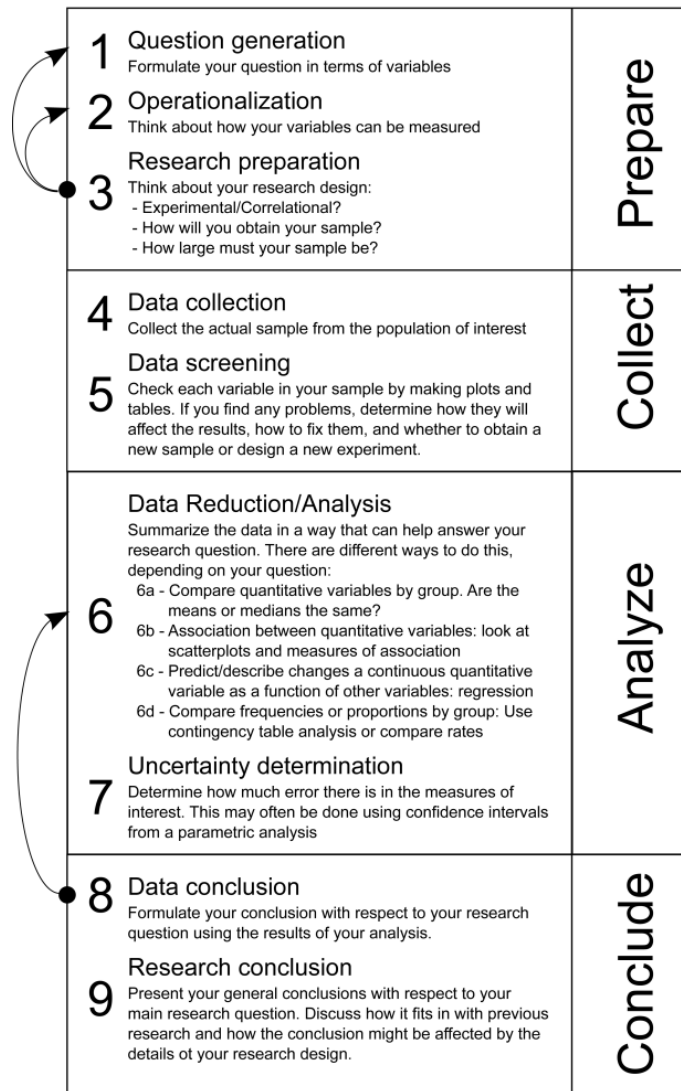 1
Question generation
Formulate your question in terms of variables
2
Operationalization
Think about how your variables can be measured
3
Research preparation
Think about your research design:
- Experimental/Correlational?
- How will you obtain your sample?
- How large must your sample be?
Prepare
4
Data collection
Collect the actual sample from the population of interest
5
Data screening
Check each variable in your sample by making plots and
tables. If you find any problems, determine how they will
affect the results, how to fix them, and whether to obtain a
new sample or design a new experiment.
Collect
6
Data Reduction/Analysis
Summarize the data in a way that can help answer your
research question. There are different ways to do this,
depending on your question:
6a - Compare quantitative variables by group. Are the
means or medians the same?
6b - Association between quantitative variables: look at
scatterplots and measures of association
6c - Predict/describe changes a continuous quantitative
variable as a function of other variables: regression
6d - Compare frequencies or proportions by group: Use
contingency table analysis or compare rates
7
Uncertainty determination
Determine how much error there is in the measures of
interest. This may often be done using confidence intervals
from a parametric analysis
Analyze
8
Data conclusion
Formulate your conclusion with respect to your research
question using the results of your analysis.
9
Research conclusion
Present your general conclusions with respect to your
main research question. Discuss how it fits in with previous
research and how the conclusion might be affected by the
details ot your research design.
Conclude